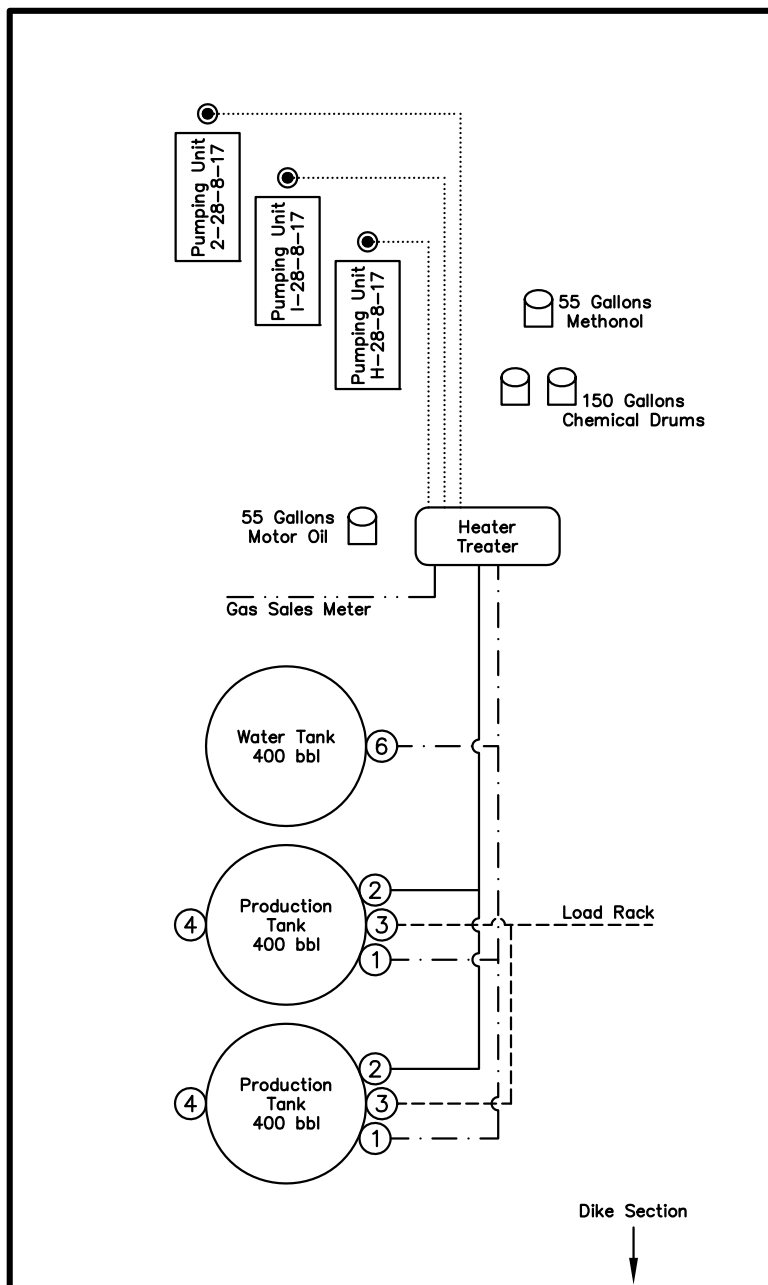 Pumping Unit
2-28-8-17
Pumping Unit
I-28-8-17
Pumping Unit
H-28-8-17
55 Gallons
Methonol
150 Gallons
Chemical Drums
55 Gallons
Motor Oil
Heater
Treater
Gas Sales Meter
Water Tank
400 bbl
6
Production
Tank
400 bbl
4
2
3
1
Load Rack
Production
Tank
400 bbl
4
2
3
1
Dike Section